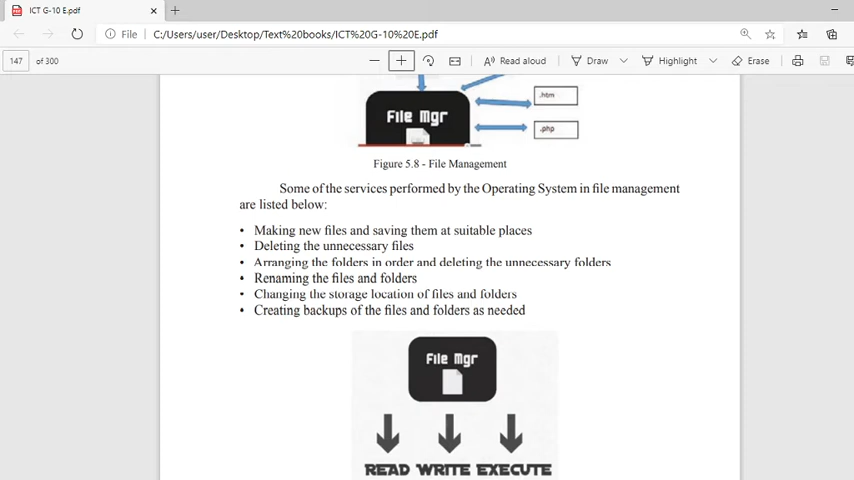 ICT G-10 E.pdf
File C:/Users/user/Desktop/Text%20books/ICT%20G-10%20E.pdf
147 of 300 Read aloud Draw Highlight Erase
.htm
File Mgr
.php
Figure 5.8 - File Management
Some of the services performed by the Operating System in file management
are listed below:
• Making new files and saving them at suitable places
• Deleting the unnecessary files
• Arranging the folders in order and deleting the unnecessary folders
• Renaming the files and folders
• Changing the storage location of files and folders
• Creating backups of the files and folders as needed
File Mgr
READ WRITE EXECUTE